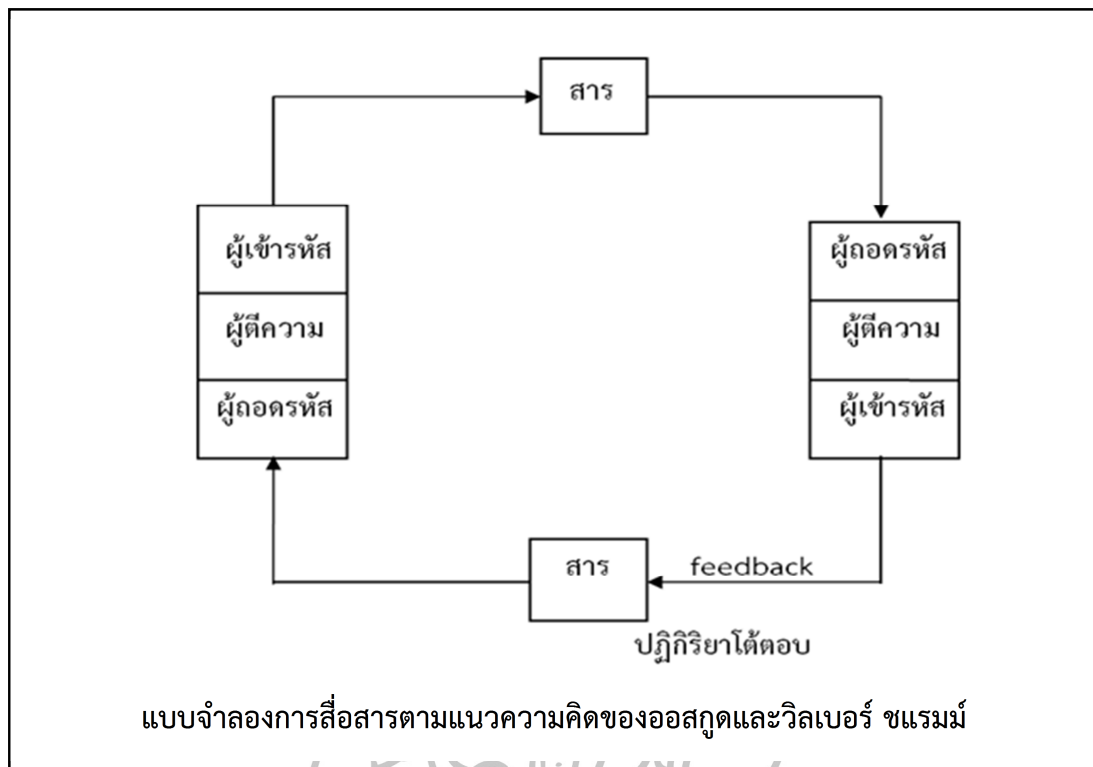 สาร
ผู้เข้ารหัส
ผู้ตีความ
ผู้ถอดรหัส
ผู้ถอดรหัส
ผู้ตีความ
ผู้เข้ารหัส
สาร
feedback
ปฏิกิริยาโต้ตอบ
แบบจำลองการสื่อสารตามแนวความคิดของออสกูดและวิลเบอร์ ชแรมม์